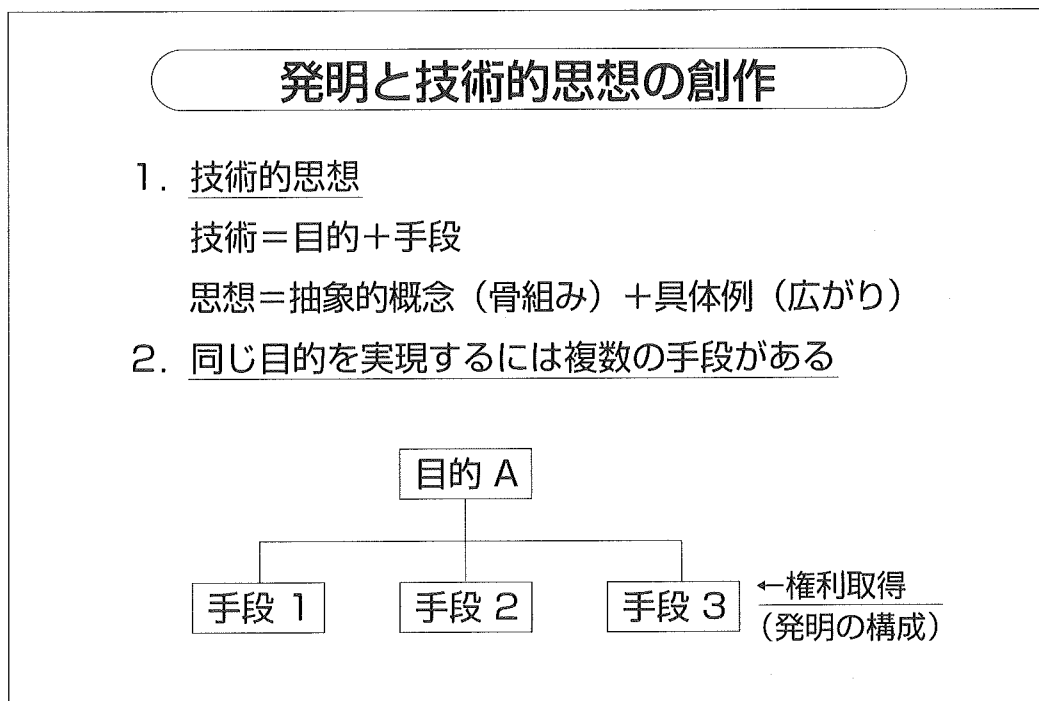 発明と技術的思想の創作
1. 技術的思想
技術＝目的＋手段
思想＝抽象的概念（骨組み）＋具体例（広がり）
2. 同じ目的を実現するには複数の手段がある
目的 A
手段 1 手段 2 手段 3 ←権利取得
（発明の構成）